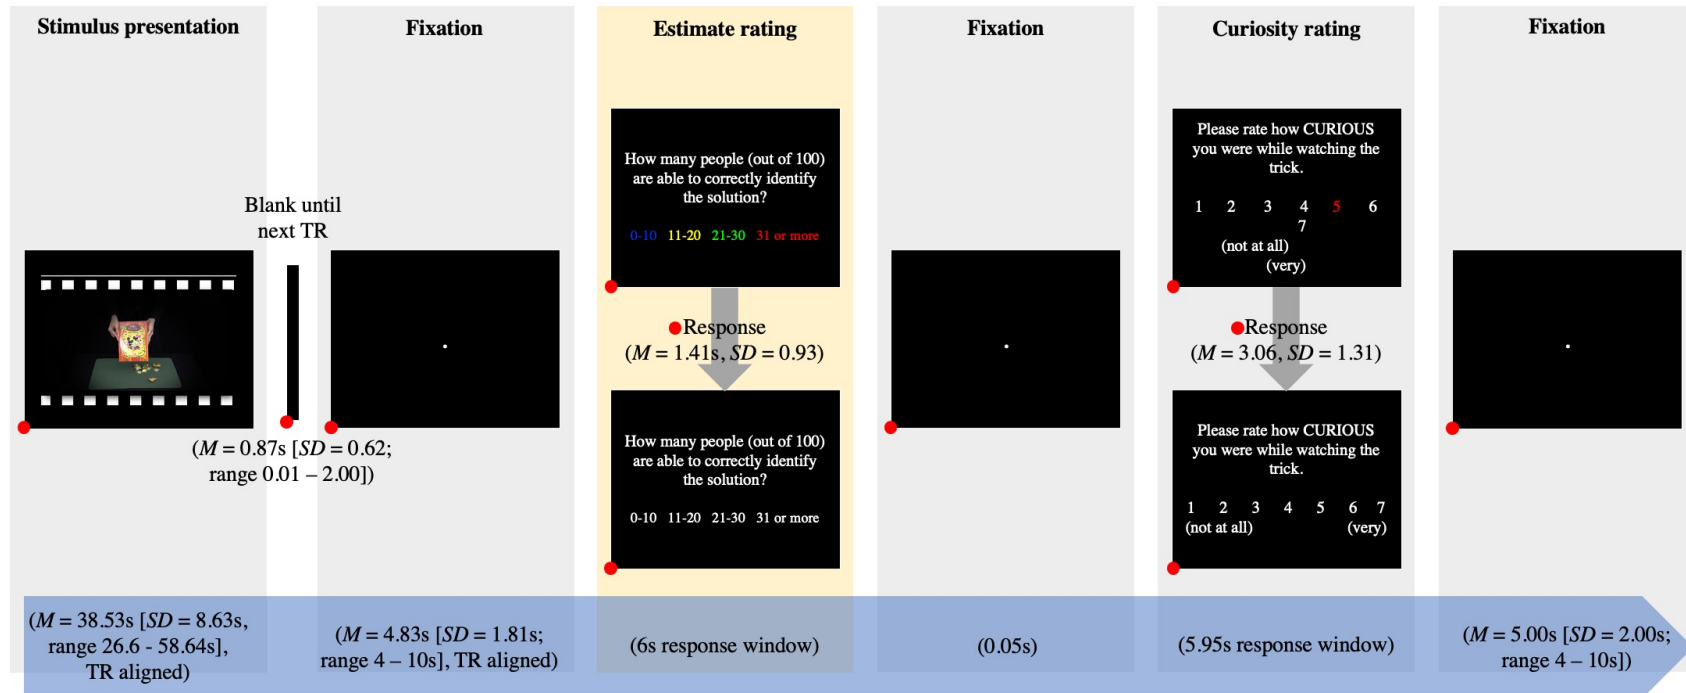 Stimulus presentation
Fixation
Estimate rating
Fixation
Curiosity rating
Fixation
Blank until
next TR
(M = 0.87s [SD = 0.62;
range 0.01 – 2.00])
How many people (out of 100)
are able to correctly identify
the solution?
0-10 11-20 21-30 31 or more
Response
(M = 1.41s, SD = 0.93)
How many people (out of 100)
are able to correctly identify
the solution?
0-10 11-20 21-30 31 or more
Please rate how CURIOUS
you were while watching the
trick.
1 2 3 4 5 6
7
(not at all)
(very)
Response
(M = 3.06, SD = 1.31)
Please rate how CURIOUS
you were while watching the
trick.
1 2 3 4 5 6 7
(not at all) (very)
(M = 38.53s [SD = 8.63s,
range 26.6 - 58.64s],
TR aligned)
(M = 4.83s [SD = 1.81s;
range 4 – 10s], TR aligned)
(6s response window)
(0.05s)
(5.95s response window)
(M = 5.00s [SD = 2.00s;
range 4 – 10s])